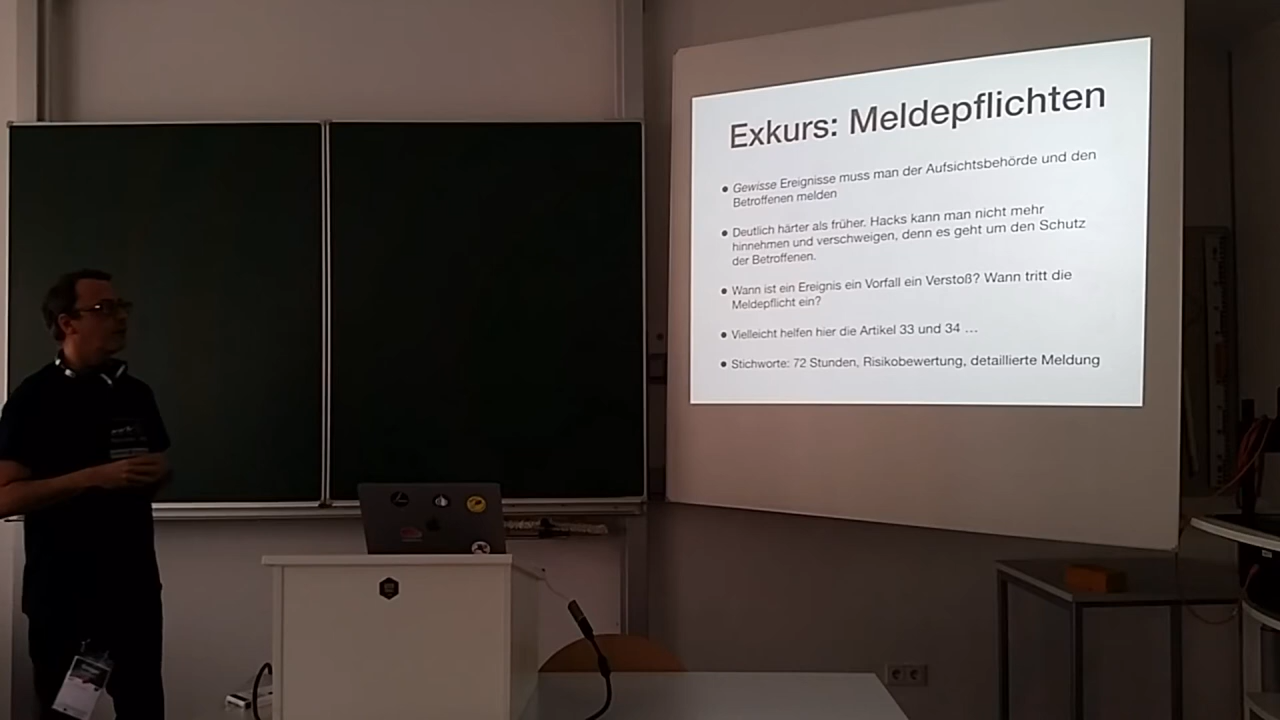 Exkurs: Meldepflichten
• Gewisse Ereignisse muss man der Aufsichtsbehörde und den
Betroffenen melden
• Deutlich härter als früher. Hacks kann man nicht mehr
hinnehmen und verschweigen, denn es geht um den Schutz
der Betroffenen.
• Wann ist ein Ereignis ein Vorfall ein Verstoß? Wann tritt die
Meldepflicht ein?
• Vielleicht helfen hier die Artikel 33 und 34 …
• Stichworte: 72 Stunden, Risikobewertung, detaillierte Meldung